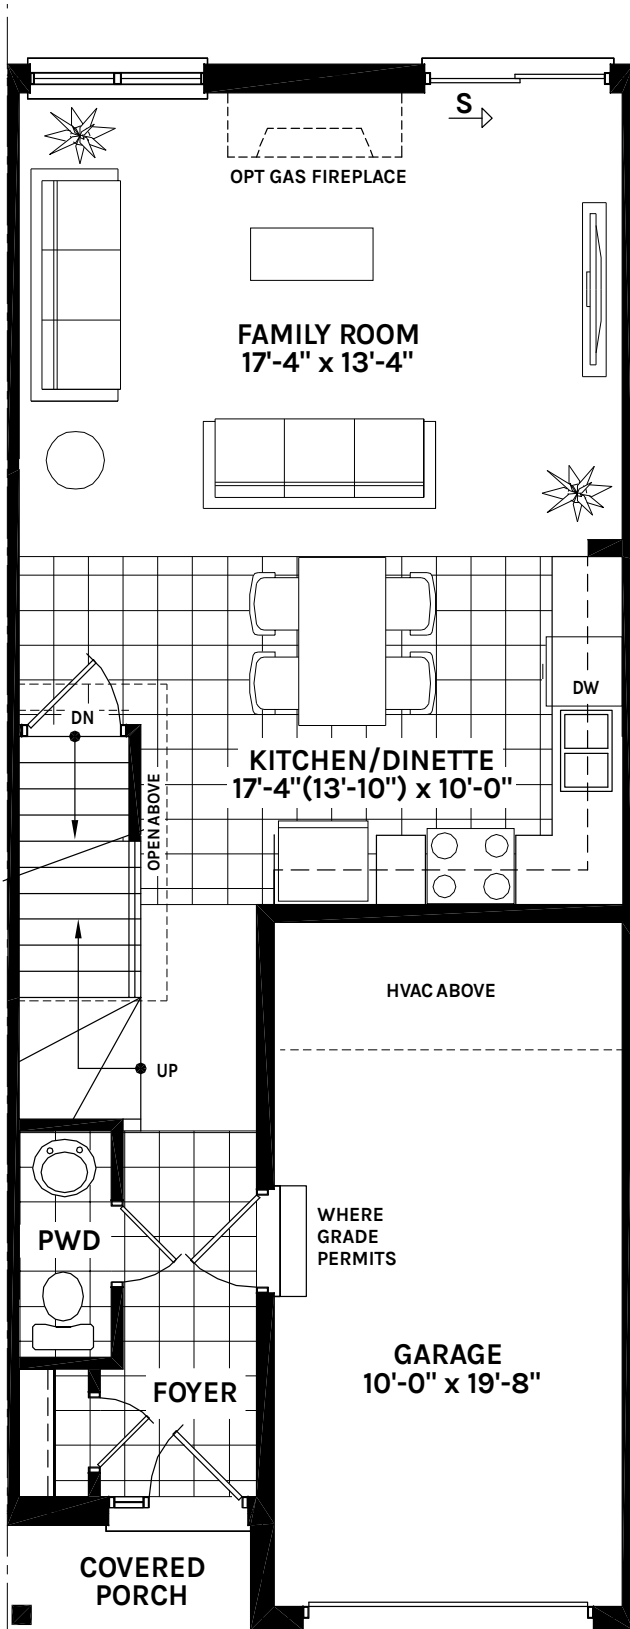 S
OPT GAS FIREPLACE
FAMILY ROOM
17'-4" x 13'-4"
DW
DN
KITCHEN/DINETTE
17'-4"(13'-10") x 10'-0"
OPEN ABOVE
HVAC ABOVE
UP
WHERE
GRADE
PERMITS
PWD
GARAGE
10'-0" x 19'-8"
FOYER
COVERED
PORCH